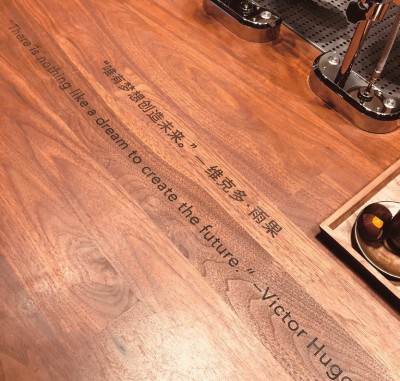 “唯有梦想创造未来。”—维克多·雨果
"There is nothing like a dream to create the future." –Victor Hugo